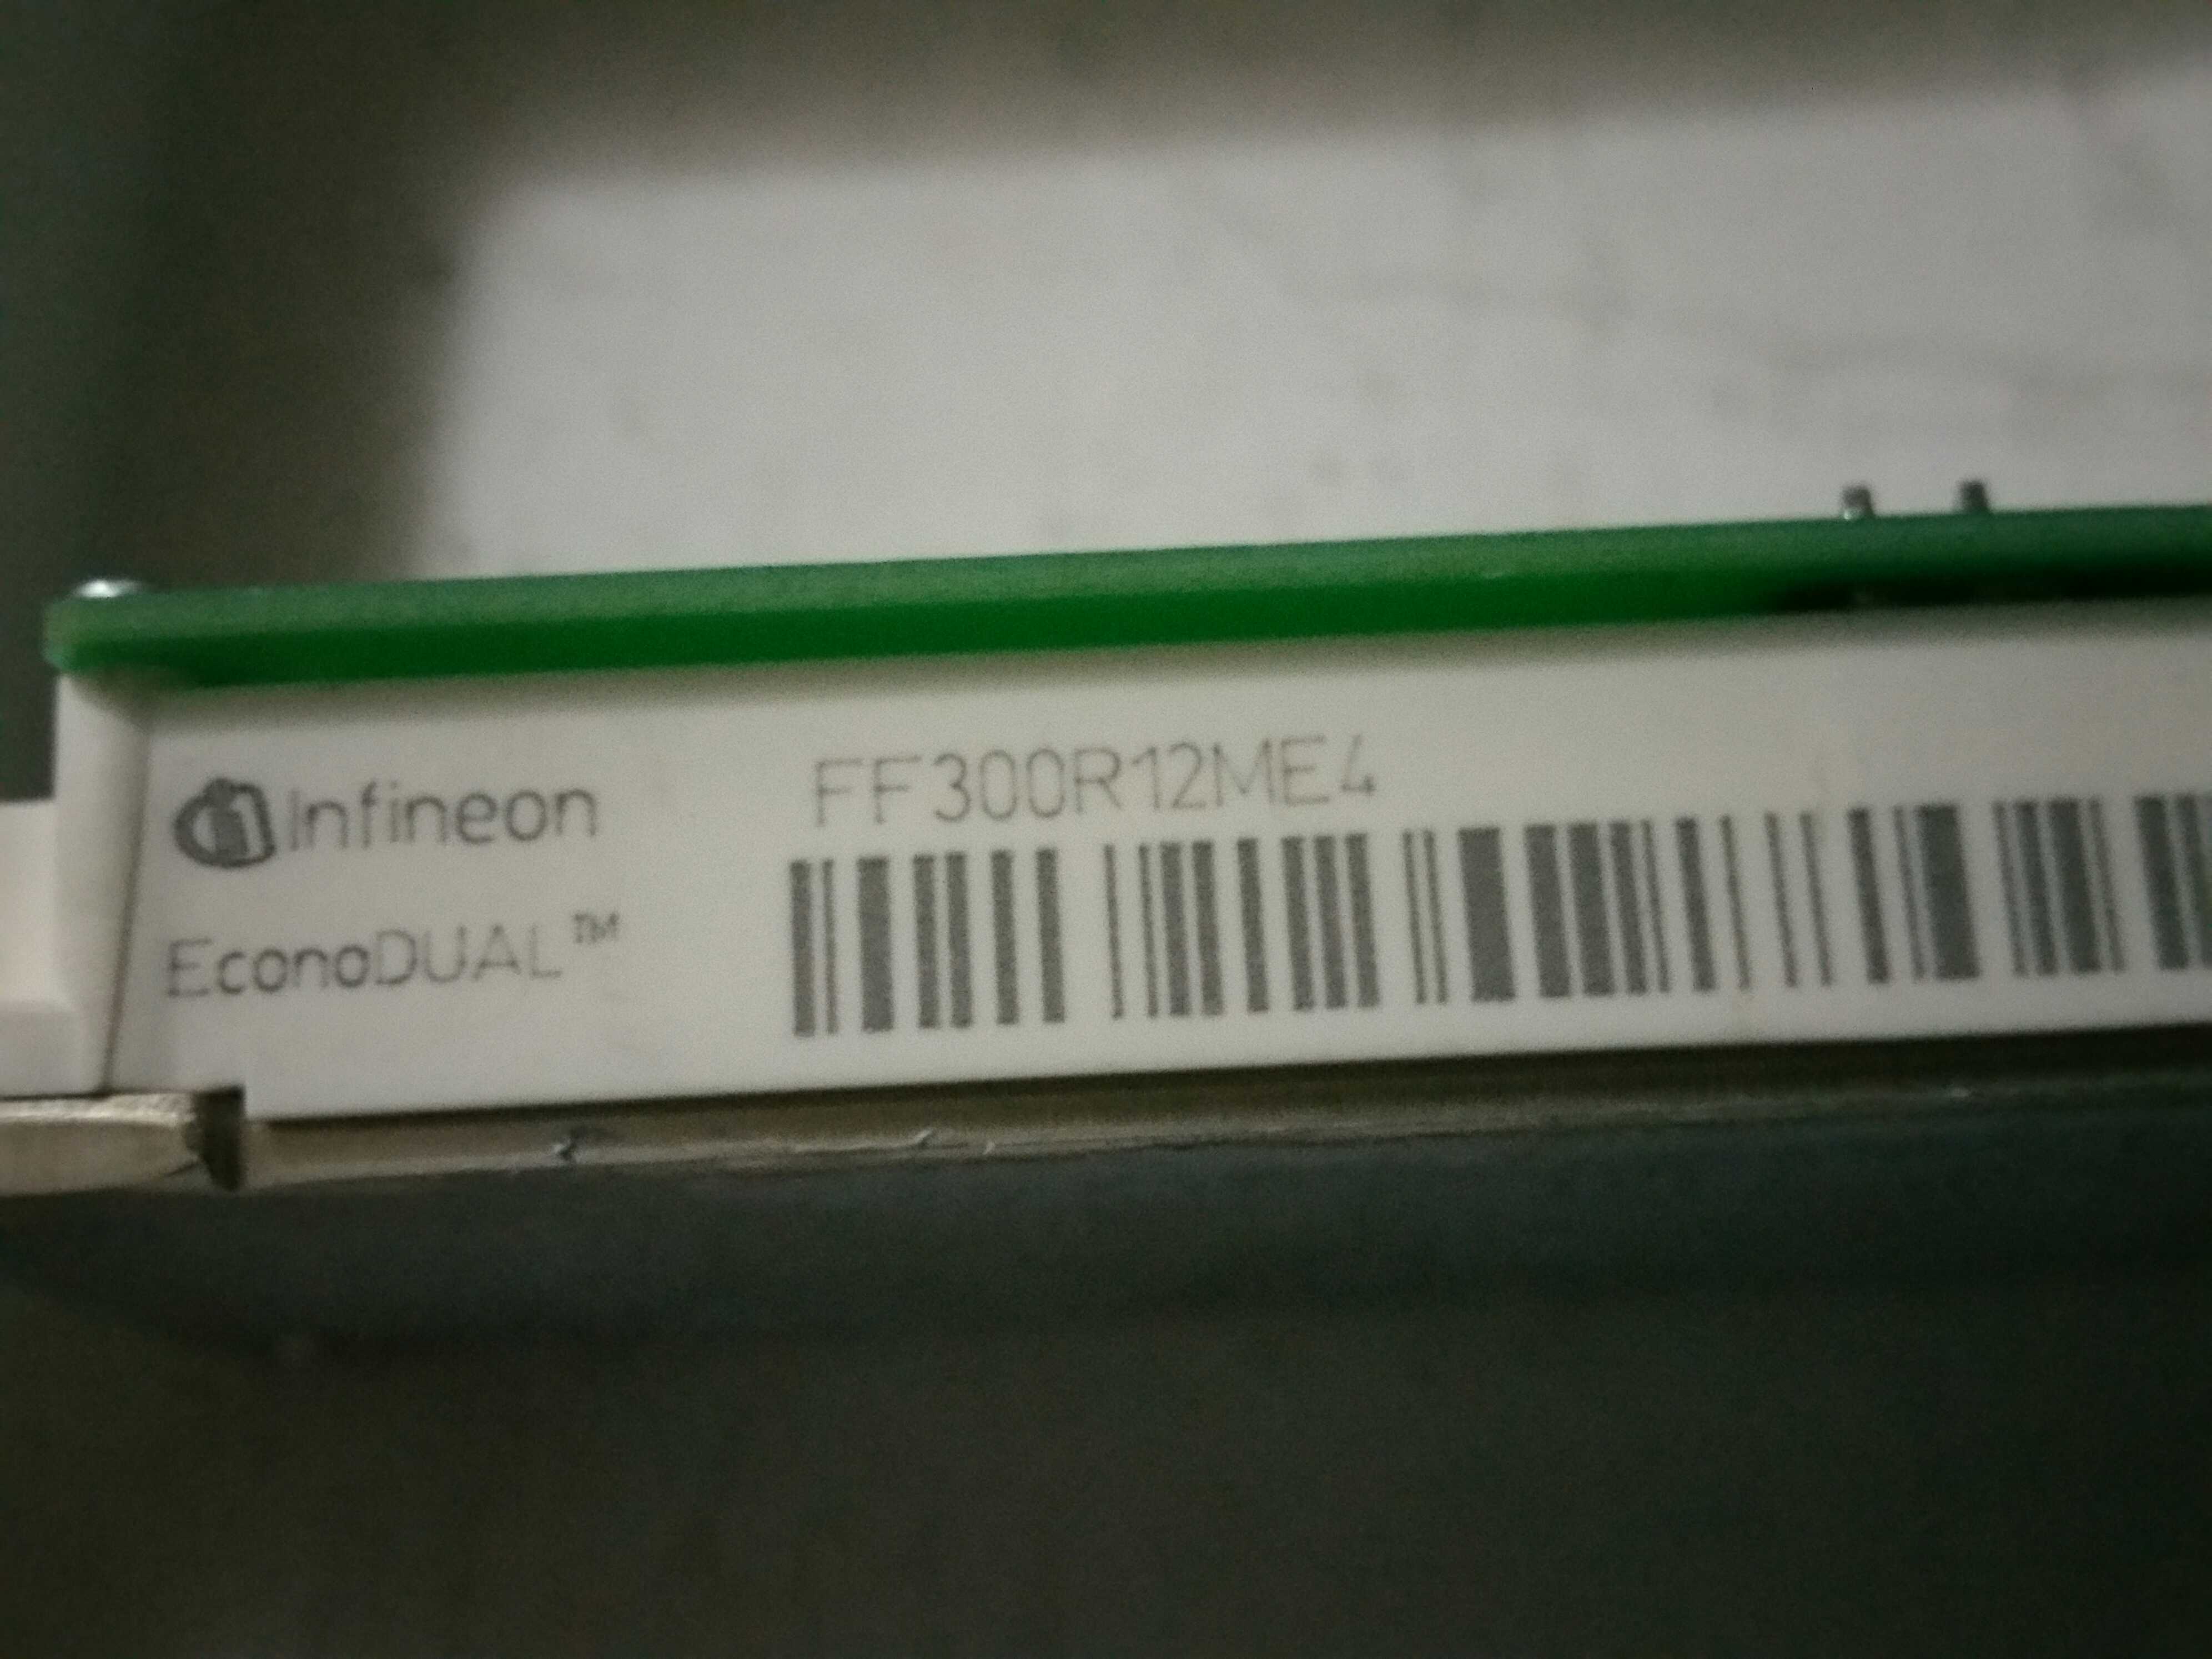 Infineon
FF300R12ME4
EconoDUAL™